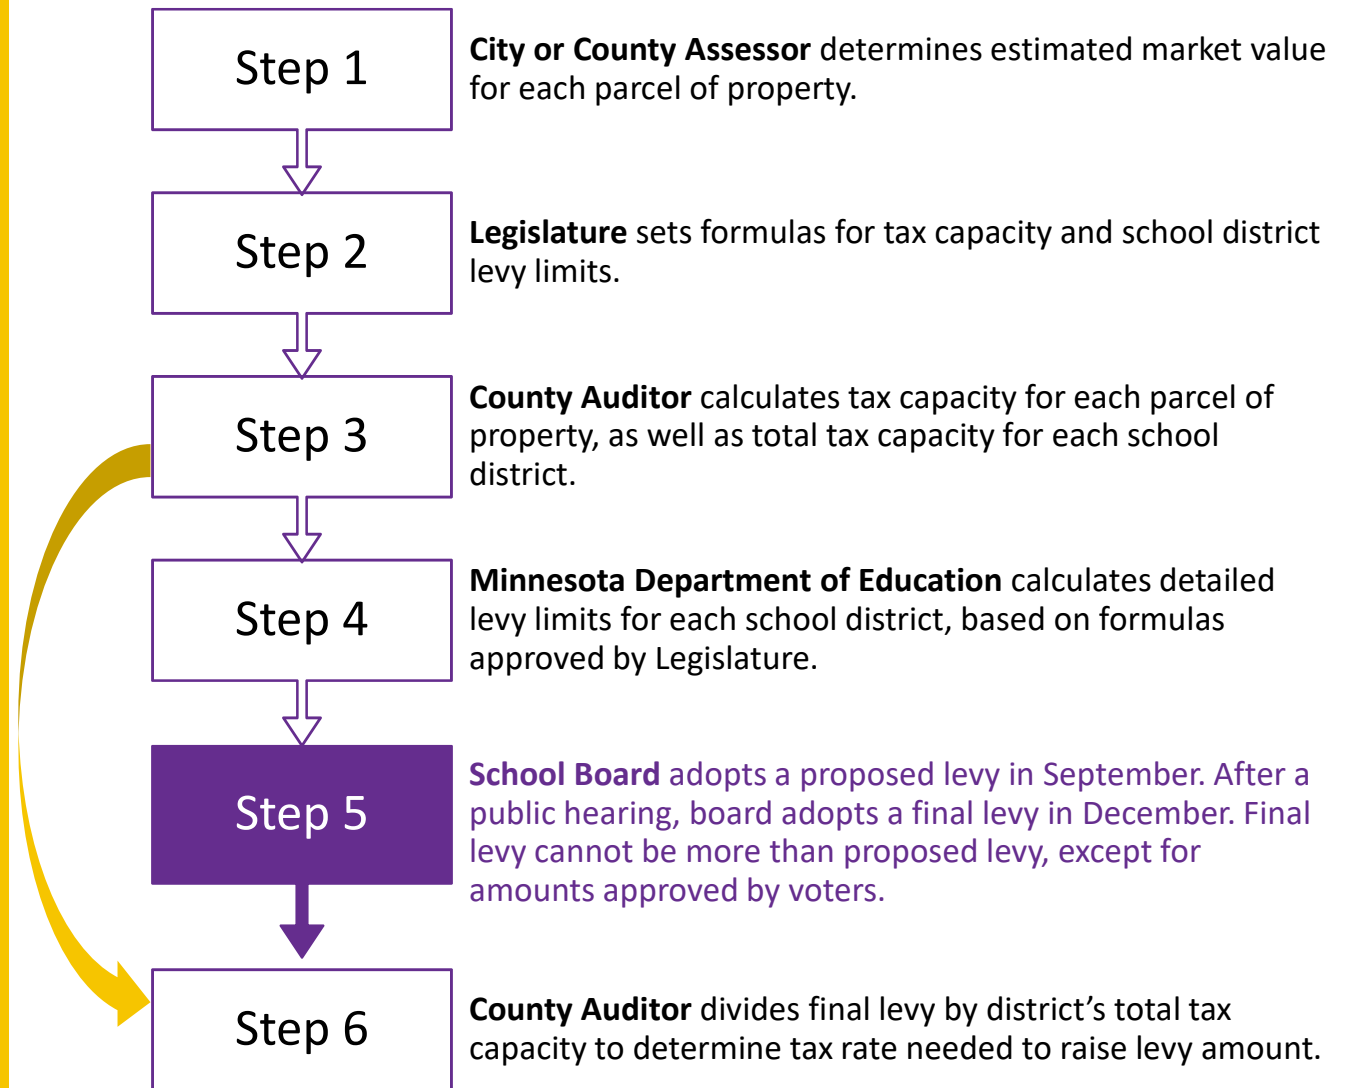 Step 1
City or County Assessor determines estimated market value
for each parcel of property.
Step 2
Legislature sets formulas for tax capacity and school district
levy limits.
Step 3
County Auditor calculates tax capacity for each parcel of
property, as well as total tax capacity for each school
district.
Step 4
Minnesota Department of Education calculates detailed
levy limits for each school district, based on formulas
approved by Legislature.
Step 5
School Board adopts a proposed levy in September. After a
public hearing, board adopts a final levy in December. Final
levy cannot be more than proposed levy, except for
amounts approved by voters.
Step 6
County Auditor divides final levy by district’s total tax
capacity to determine tax rate needed to raise levy amount.